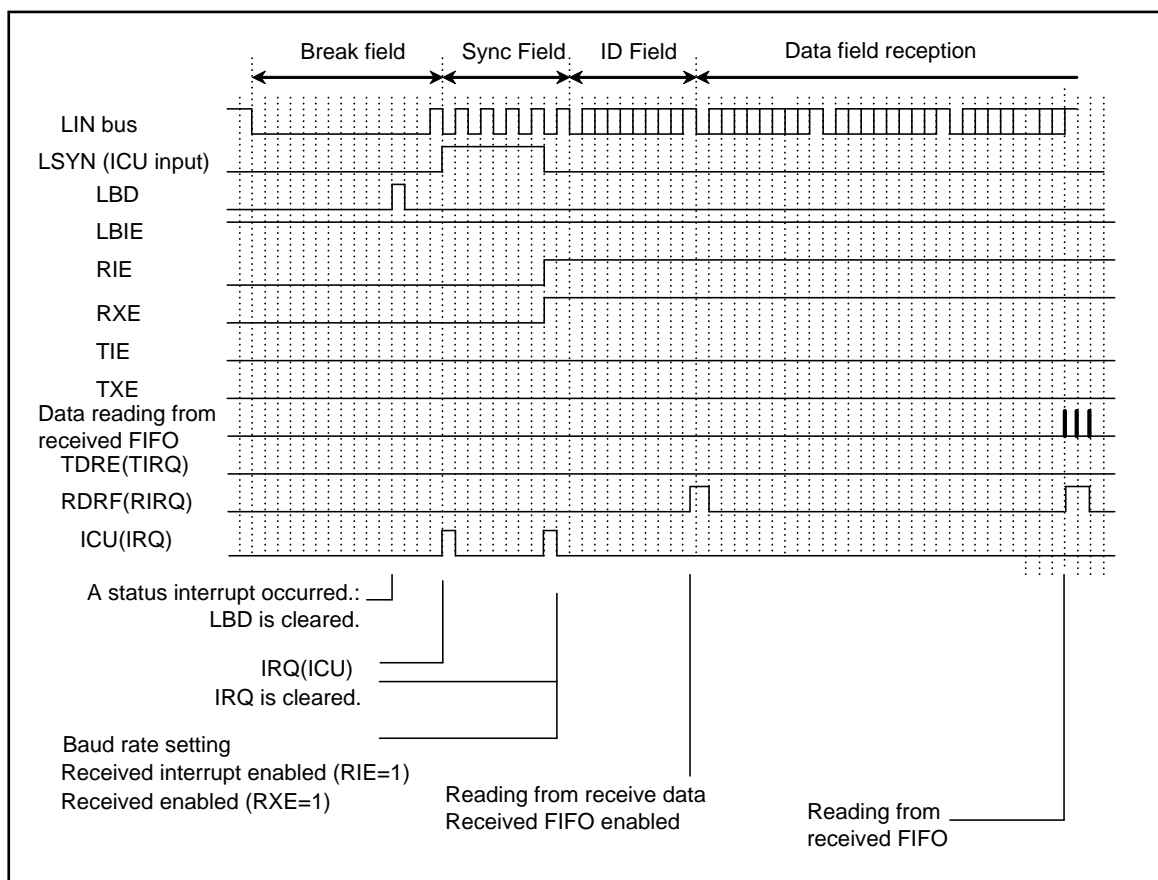 Break field
Sync Field
ID Field
Data field reception
LIN bus
LSYN (ICU input)
LBD
LBIE
RIE
RXE
TIE
TXE
Data reading from
received FIFO
TDRE(TIRQ)
RDRF(RIRQ)
ICU(IRQ)
A status interrupt occurred.:
LBD is cleared.
IRQ(ICU)
IRQ is cleared.
Baud rate setting
Received interrupt enabled (RIE=1)
Received enabled (RXE=1)
Reading from receive data
Received FIFO enabled
Reading from
received FIFO